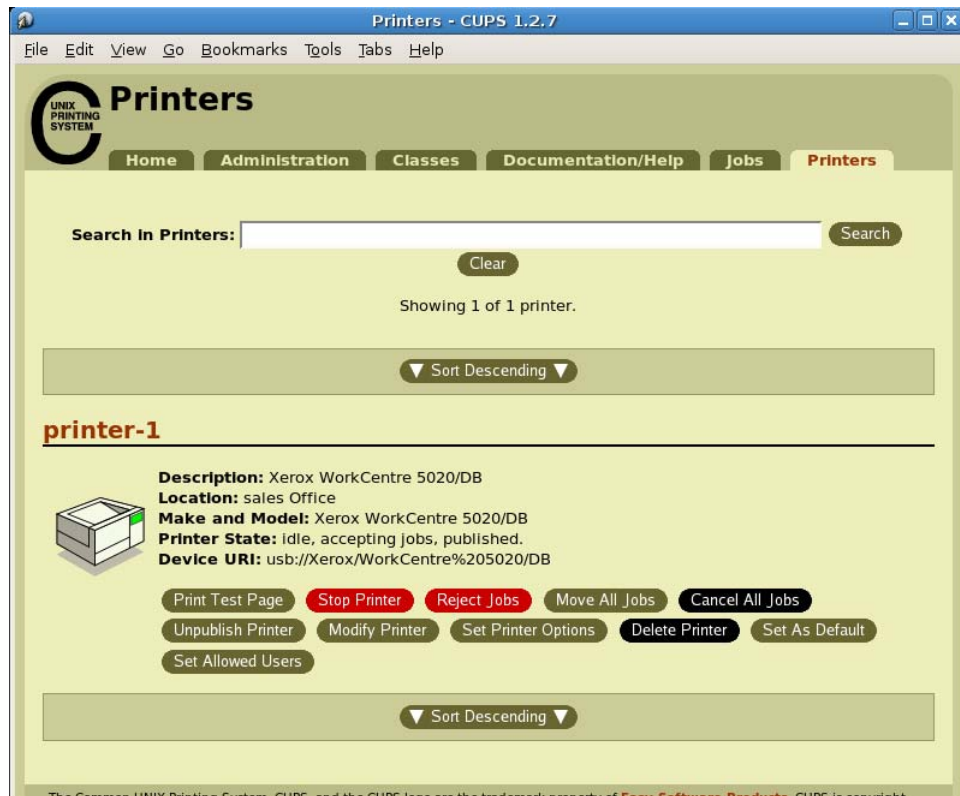 Printers - CUPS 1.2.7
File Edit View Go Bookmarks Tools Tabs Help
UNIX
PRINTING
SYSTEM
Printers
Home Administration Classes Documentation/Help Jobs Printers
Search in Printers: Search
Clear
Showing 1 of 1 printer.
▼ Sort Descending ▼
printer-1
Description: Xerox WorkCentre 5020/DB
Location: sales Office
Make and Model: Xerox WorkCentre 5020/DB
Printer State: idle, accepting jobs, published.
Device URI: usb://Xerox/WorkCentre%205020/DB
Print Test Page Stop Printer Reject Jobs Move All Jobs Cancel All Jobs
Unpublish Printer Modify Printer Set Printer Options Delete Printer Set As Default
Set Allowed Users
▼ Sort Descending ▼
The Common UNIX Printing System, CUPS, and the CUPS logo are the trademark property of Easy Software Products. CUPS is copyright